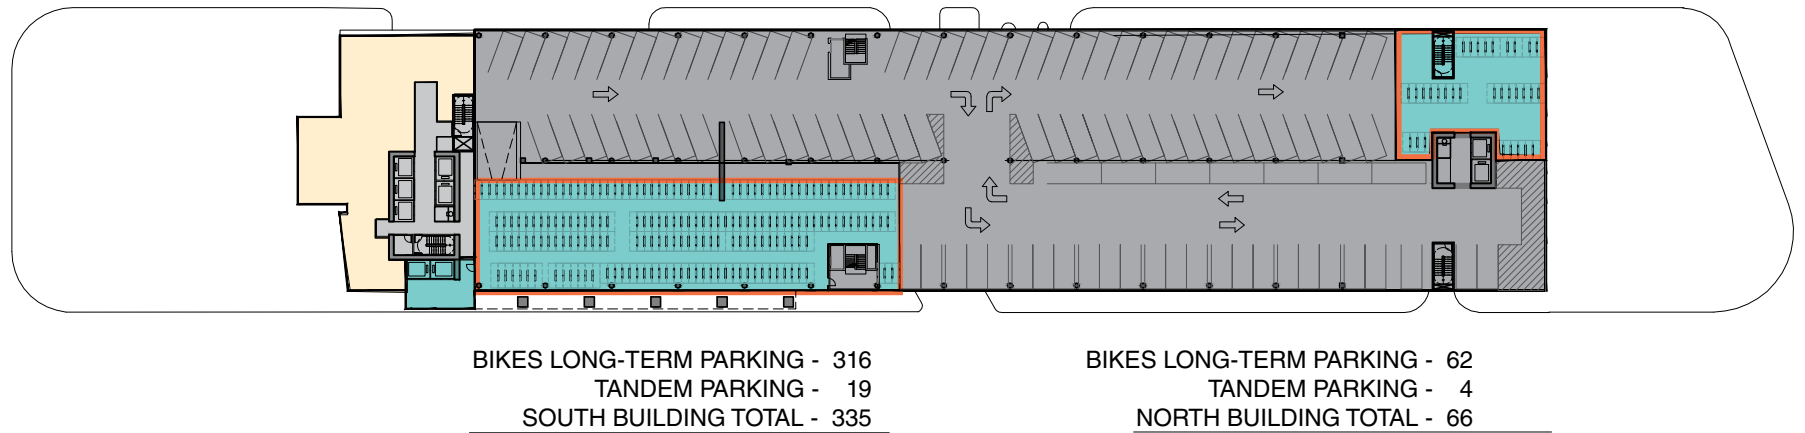 BIKES LONG-TERM PARKING - 316
TANDEM PARKING - 19
SOUTH BUILDING TOTAL - 335
BIKES LONG-TERM PARKING - 62
TANDEM PARKING - 4
NORTH BUILDING TOTAL - 66